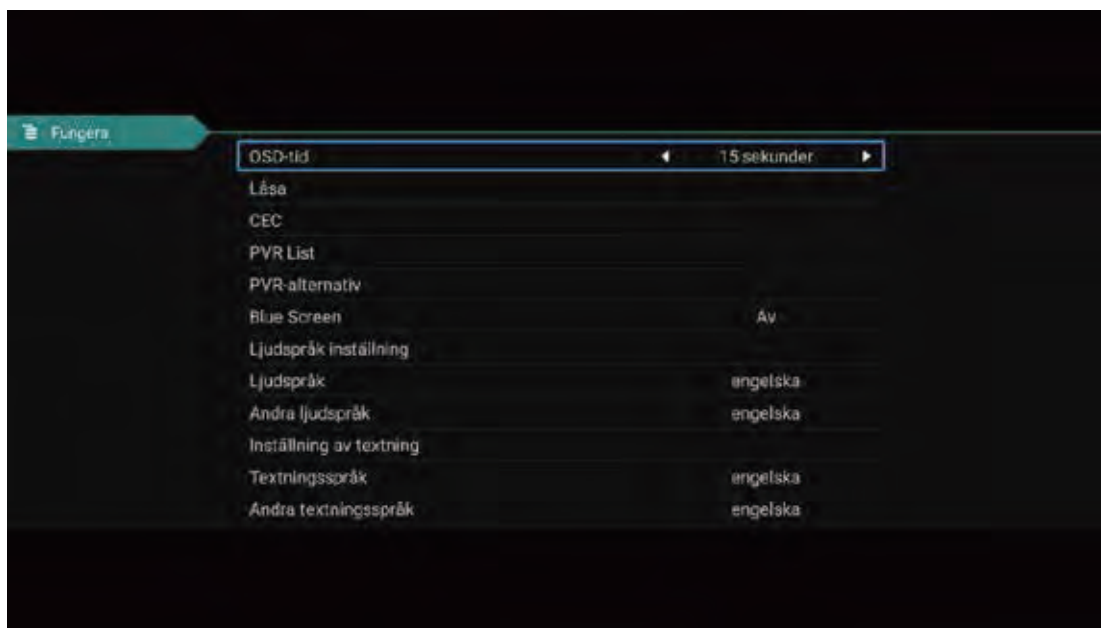 Fungera
OSD-tid 15 sekunder
Låsa
CEC
PVR List
PVR-alternativ
Blue Screen Av
Ljudspråk inställning
Ljudspråk engelska
Andra ljudspråk engelska
Inställning av textning
Textningsspråk engelska
Andra textningsspråk engelska